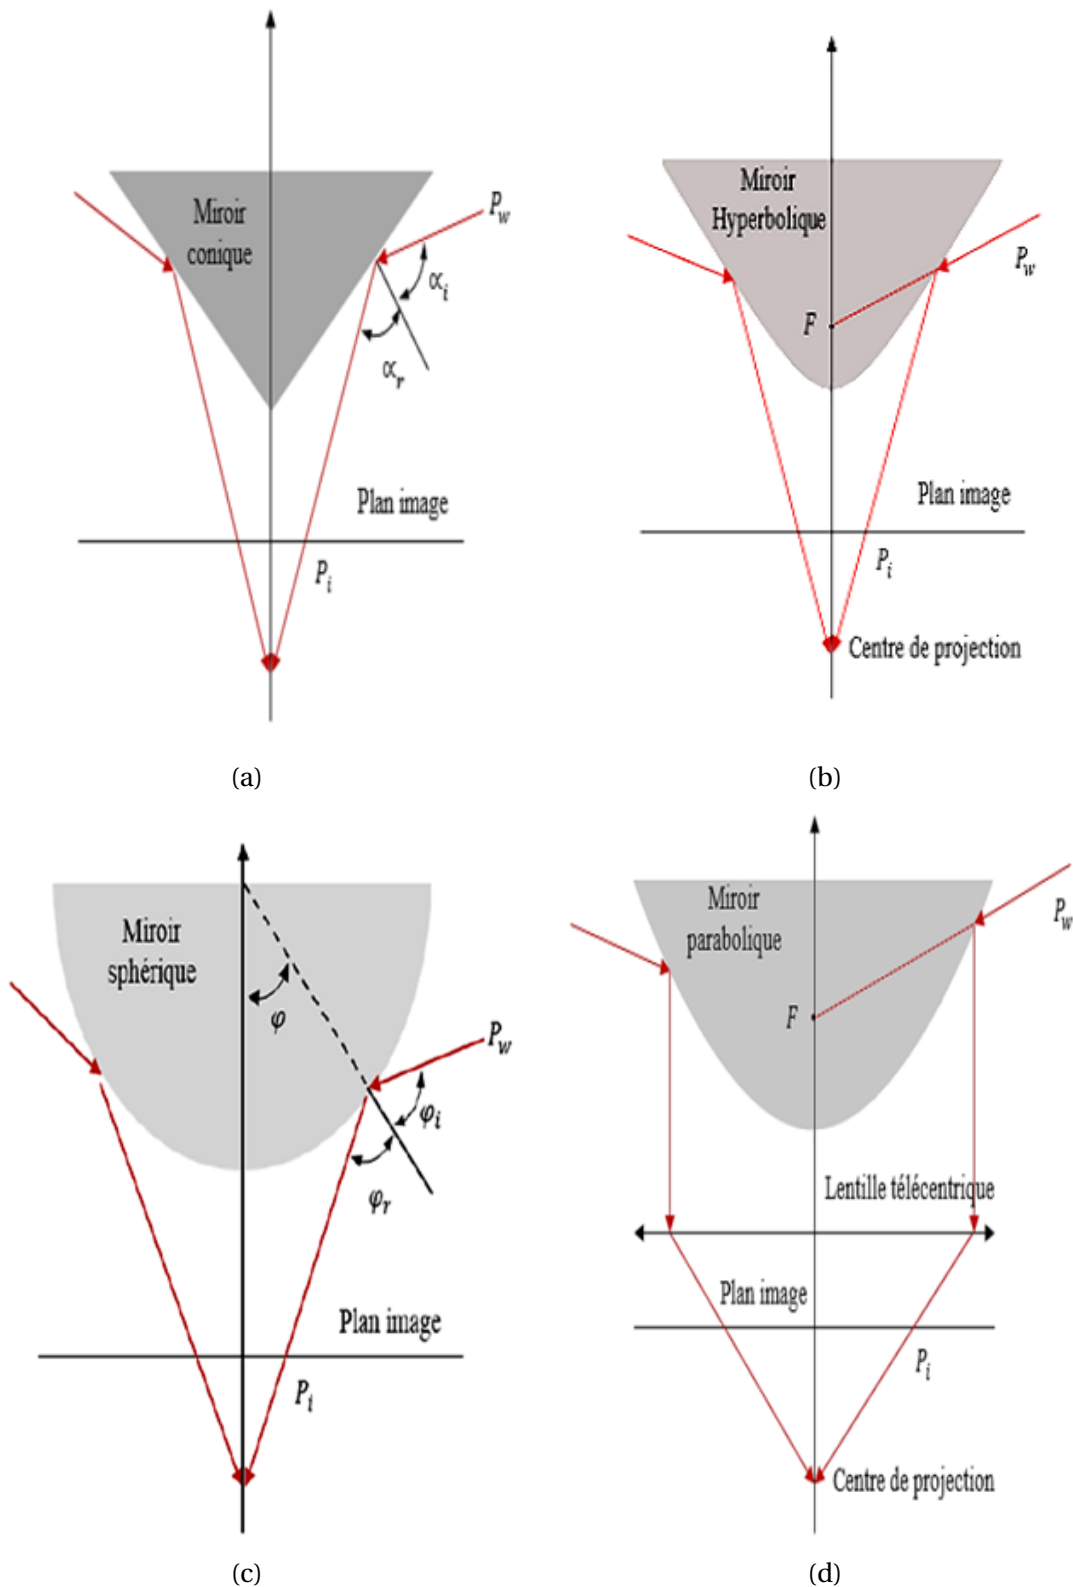 Miroir
conique
P_w
∝_i
∝_r
Plan image
P_i
(a)
Miroir
Hyperbolique
P_w
F
Plan image
P_i
Centre de projection
(b)
Miroir
sphérique
φ
P_w
φ_i
φ_r
Plan image
P_i
(c)
Miroir
parabolique
P_w
F
Lentille télécentrique
Plan image
P_i
Centre de projection
(d)